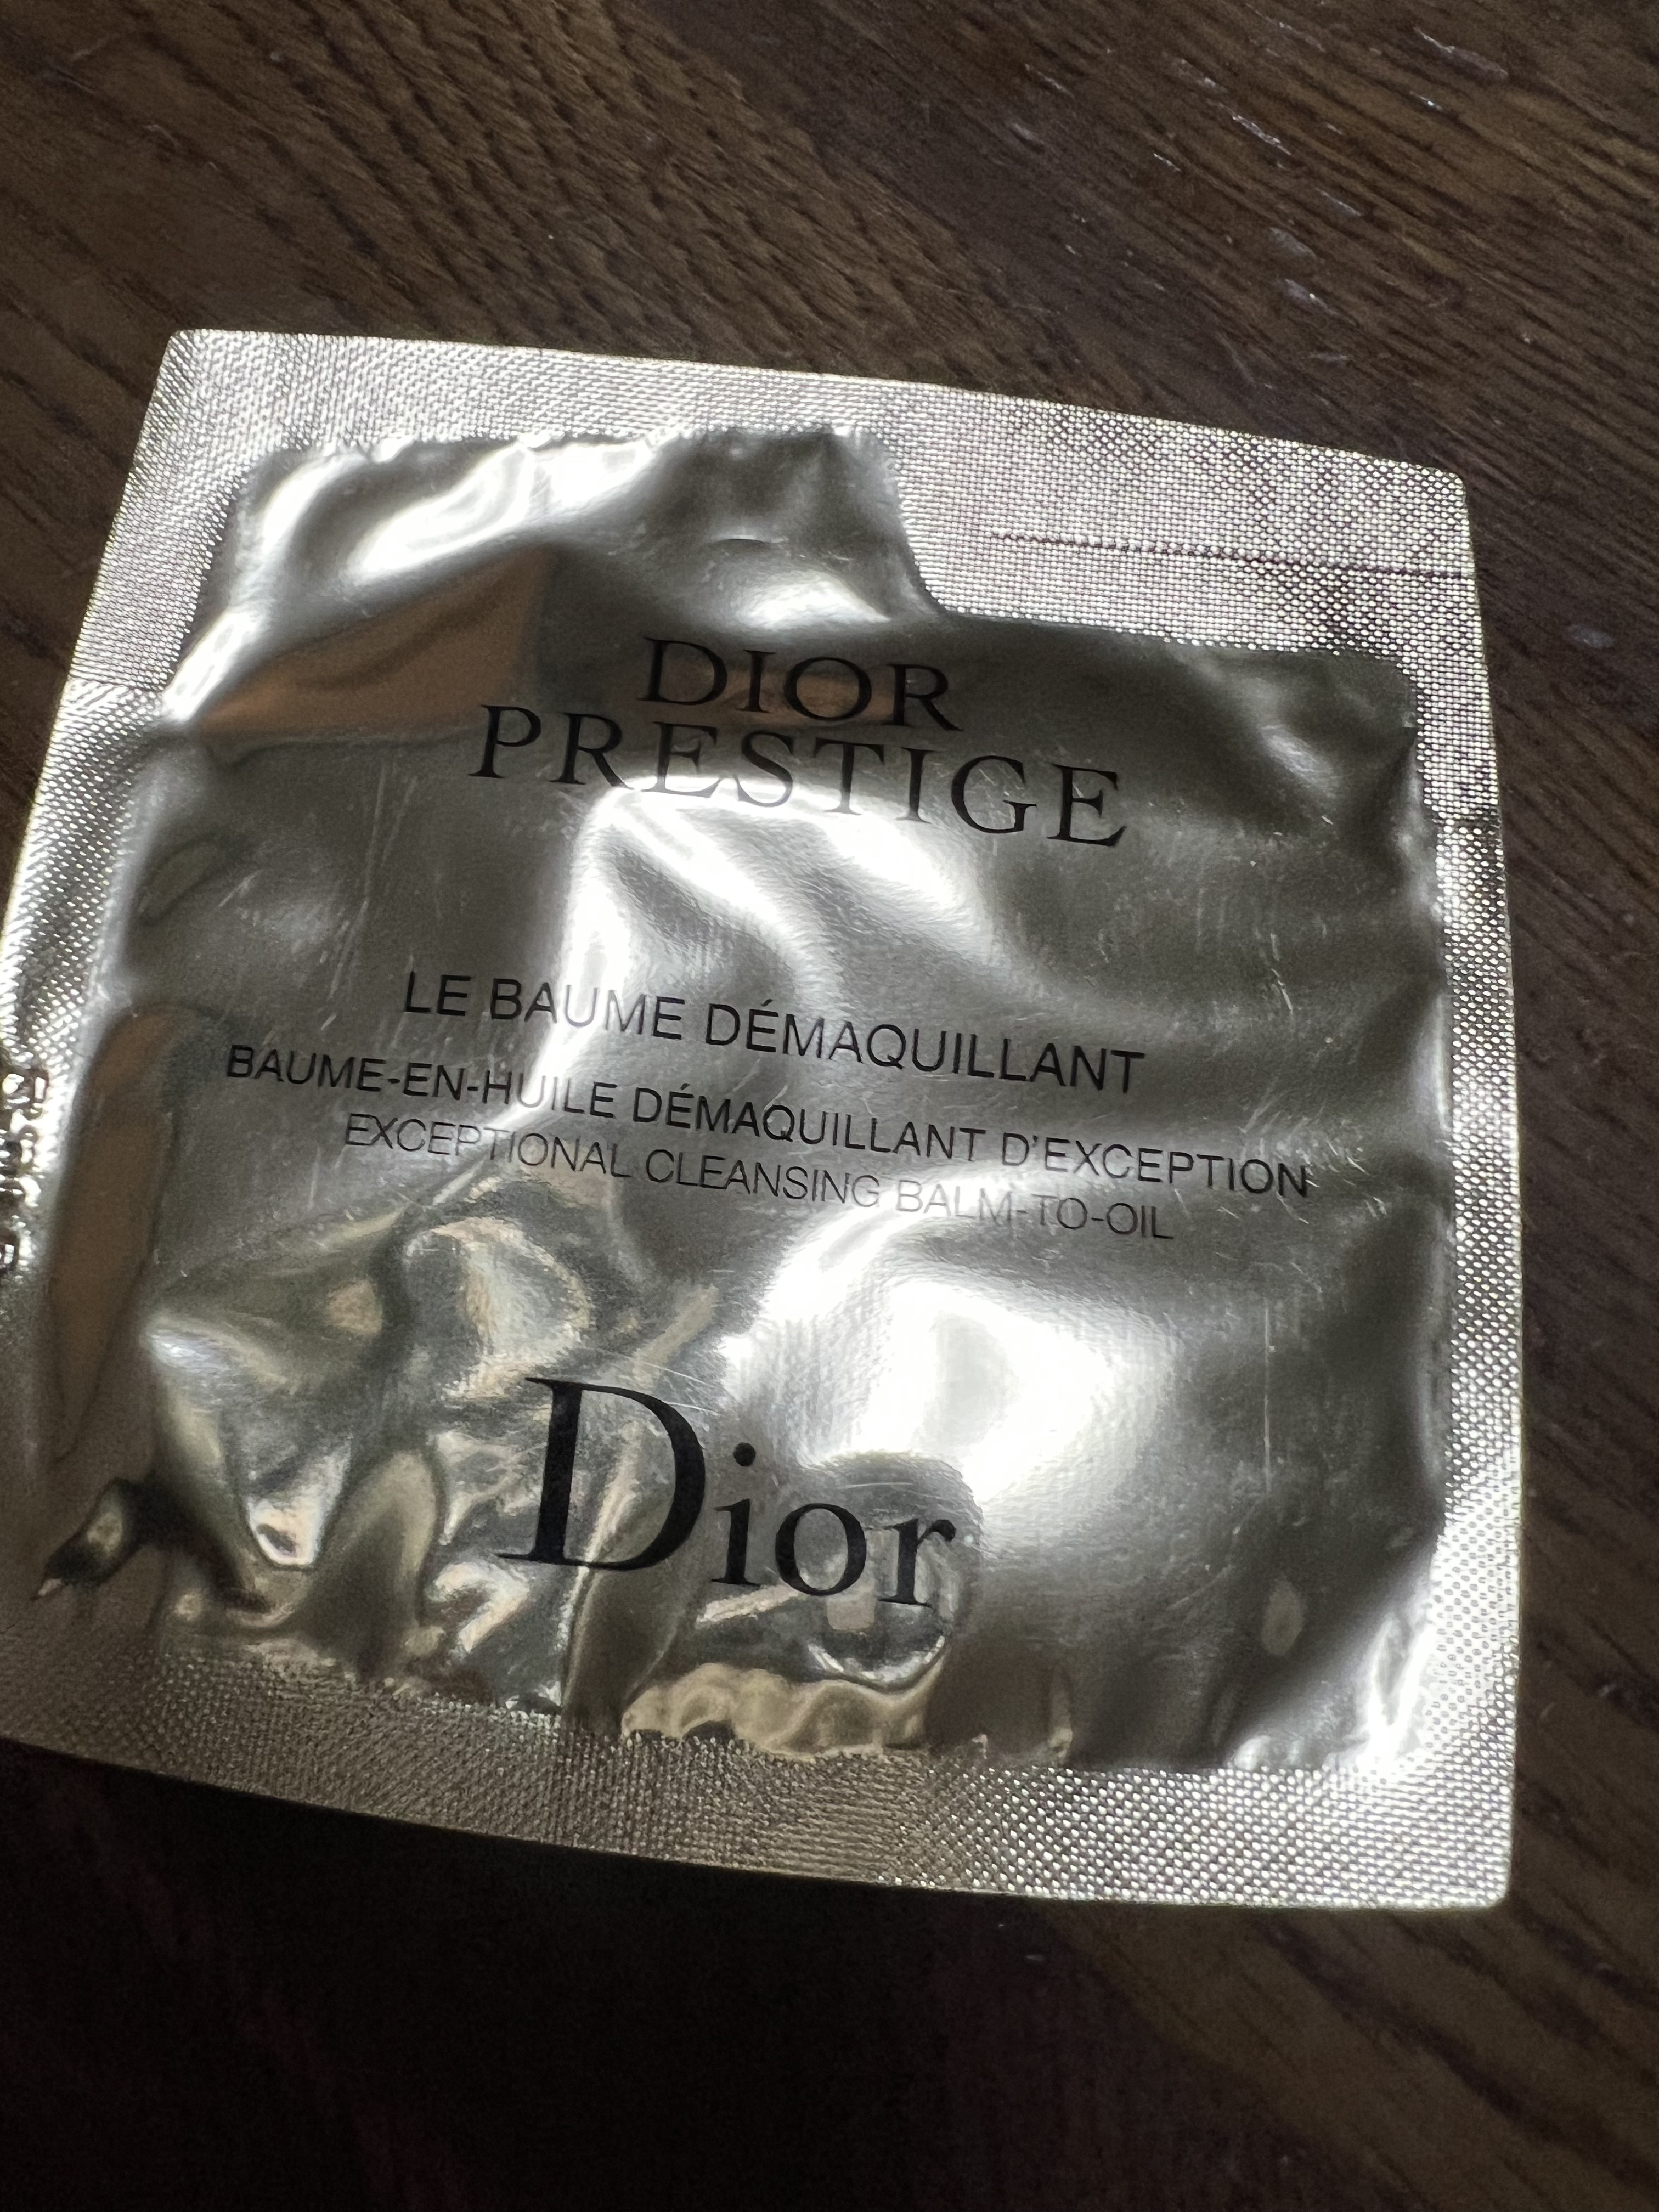 DIOR
PRESTIGE
LE BAUME DÉMAQUILLANT
BAUME-EN-HUILE DÉMAQUILLANT D'EXCEPTION
EXCEPTIONAL CLEANSING BALM-TO-OIL
Dior